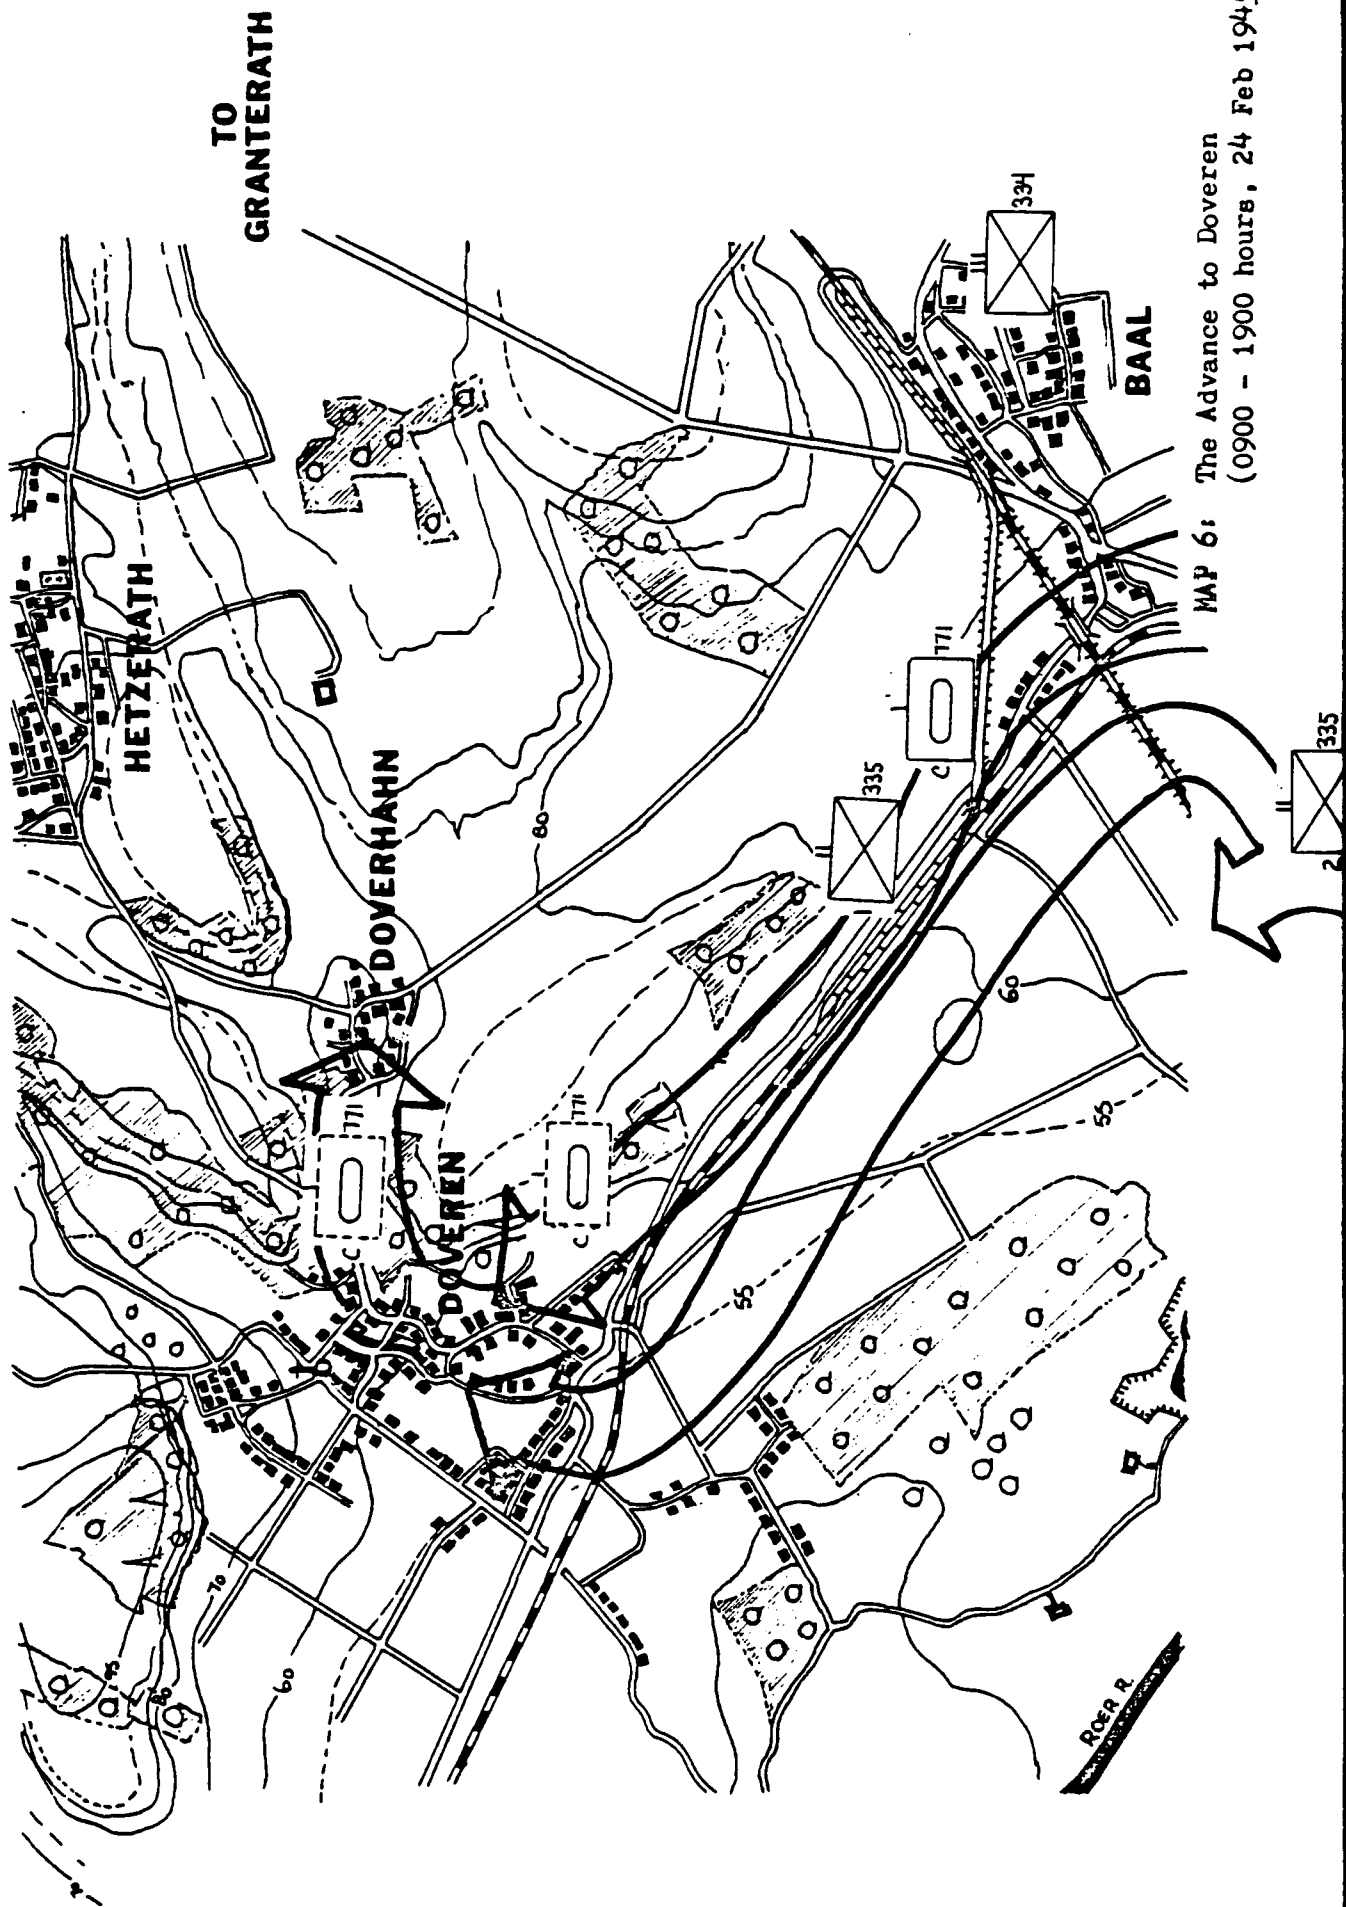 TO
GRANTERATH
HETZERATH
DOVERHAHN
DOVEREN
BAAL
334
335
335
2
771
C
771
C
771
C
80
60
55
55
70
60
80
ROER R.
MAP 6: The Advance to Doveren
(0900 - 1900 hours, 24 Feb 194